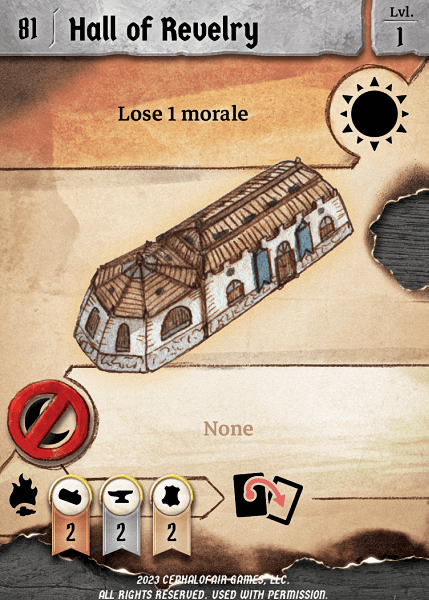 81 Hall of Revelry
Lvl.
1
Lose 1 morale
None
2 2 2
2023 CEPHALOFAIR GAMES, LLC.
ALL RIGHTS RESERVED. USED WITH PERMISSION.